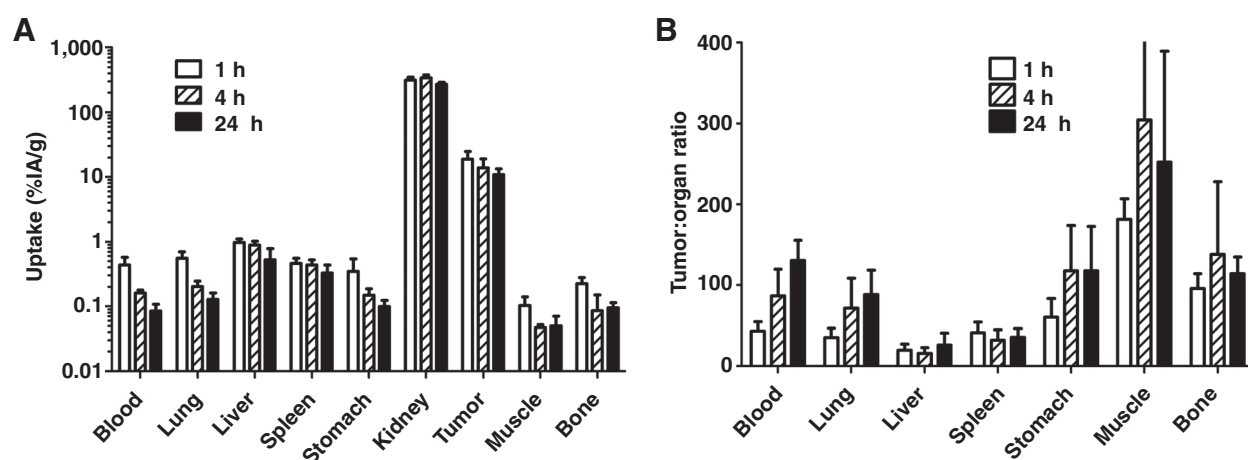 A
Uptake (%IA/g)
1,000
100
10
1
0.1
0.01
1 h
4 h
24 h
Blood
Lung
Liver
Spleen
Stomach
Kidney
Tumor
Muscle
Bone
B
Tumor:organ ratio
400
300
200
100
0
1 h
4 h
24 h
Blood
Lung
Liver
Spleen
Stomach
Muscle
Bone